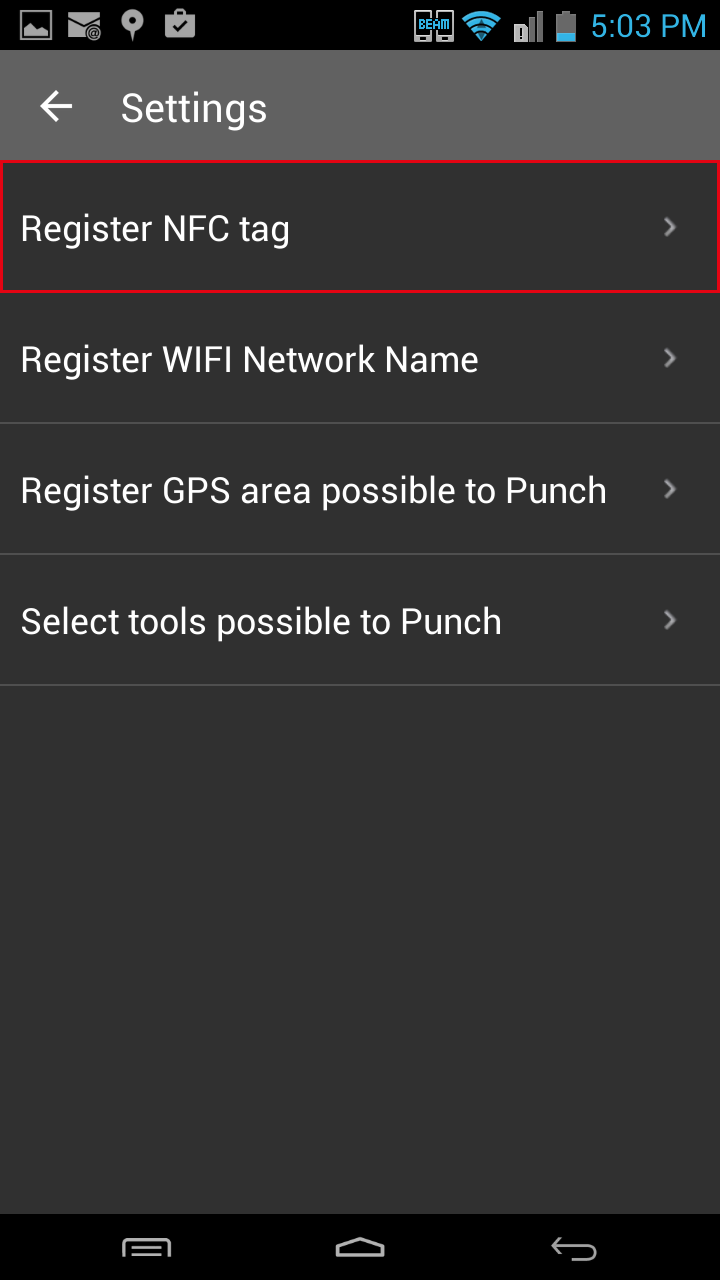 BEAM 5:03 PM
Settings
Register NFC tag
Register WIFI Network Name
Register GPS area possible to Punch
Select tools possible to Punch